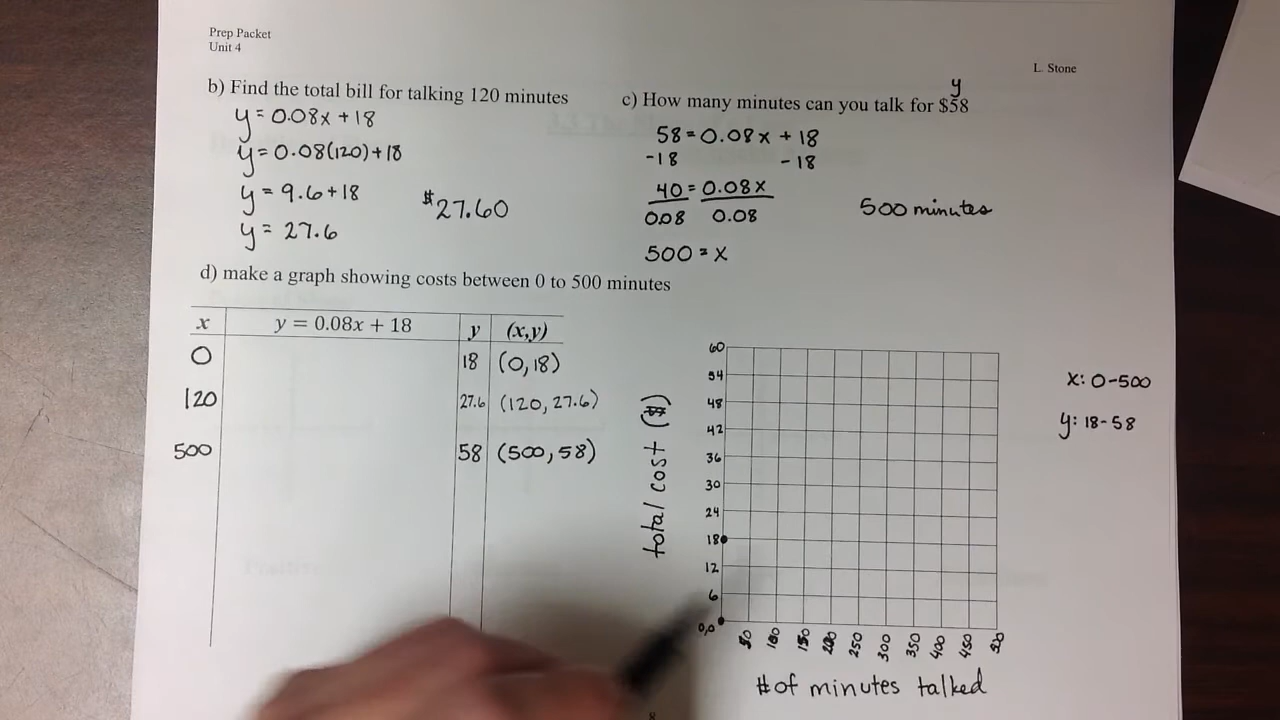 Prep Packet
Unit 4
L. Stone
b) Find the total bill for talking 120 minutes
y = 0.08x + 18
y = 0.08(120) + 18
y = 9.6 + 18
y = 27.6
$27.60
y
c) How many minutes can you talk for $58
58 = 0.08x + 18
-18 -18
40 = 0.08x
0.08 0.08
500 = x
500 minutes
d) make a graph showing costs between 0 to 500 minutes
x y = 0.08x + 18 y (x,y)
0 18 (0,18)
120 27.6 (120, 27.6)
500 58 (500, 58)
total cost ($)
60
54
48
42
36
30
24
18
12
6
0,0
50 100 150 200 250 300 350 400 450 500
# of minutes talked
x: 0-500
y: 18-58
8